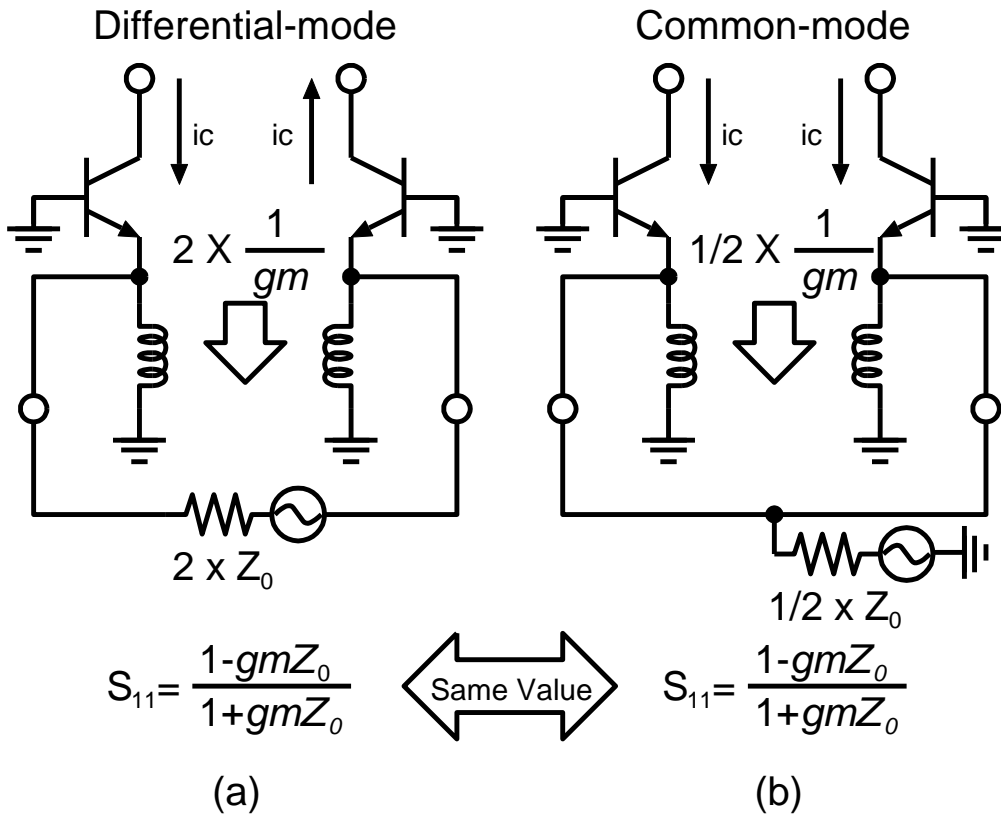 Differential-mode
Common-mode
ic
ic
ic
ic
2 X 1/gm
1/2 X 1/gm
2 x Z₀
1/2 x Z₀
S₁₁= 1-gmZ₀ / 1+gmZ₀
Same Value
S₁₁= 1-gmZ₀ / 1+gmZ₀
(a)
(b)